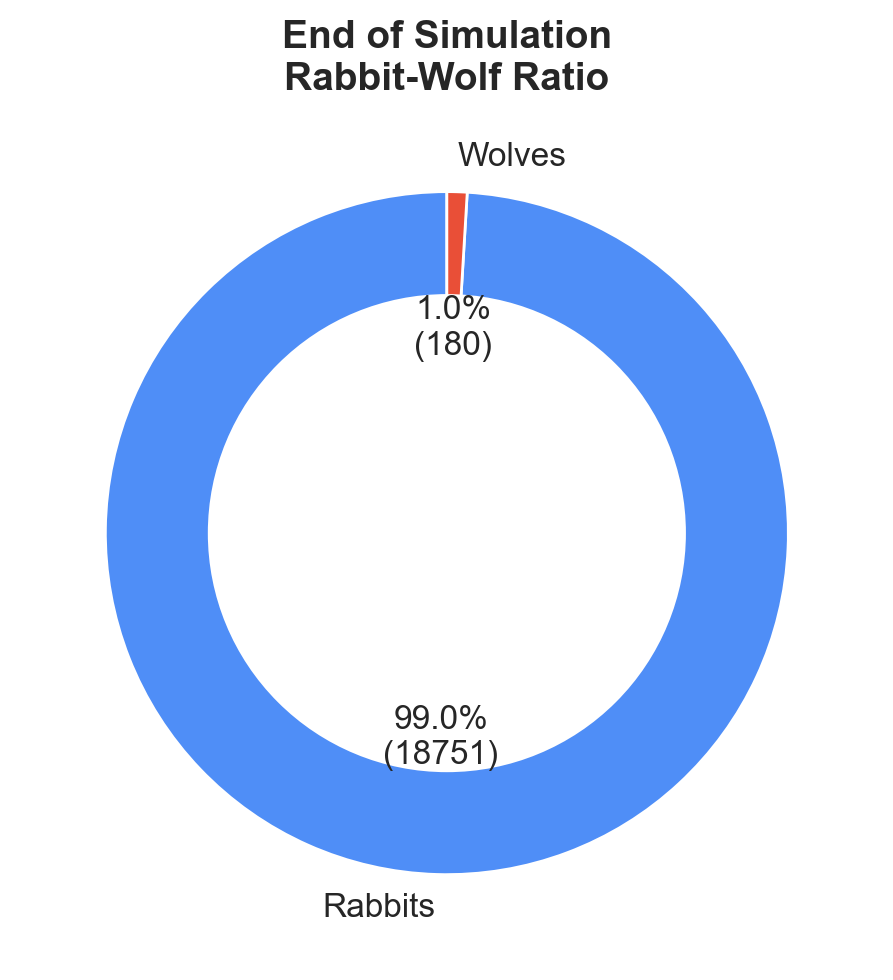 End of Simulation
Rabbit-Wolf Ratio
Wolves
1.0%
(180)
99.0%
(18751)
Rabbits